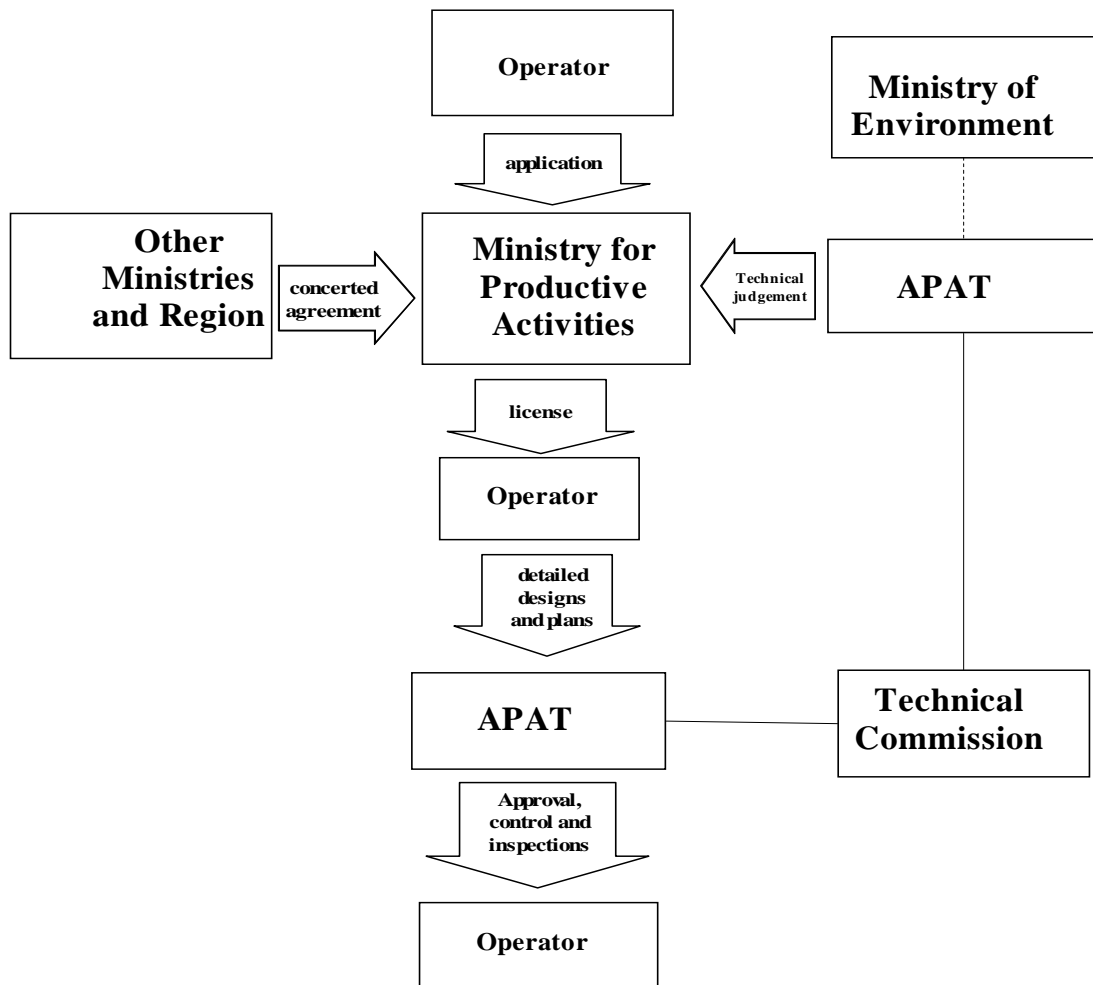 Operator
Ministry of
Environment
application
Other
Ministries
and Region
concerted
agreement
Ministry for
Productive
Activities
Technical
judgement
APAT
license
Operator
detailed
designs
and plans
APAT
Technical
Commission
Approval,
control and
inspections
Operator